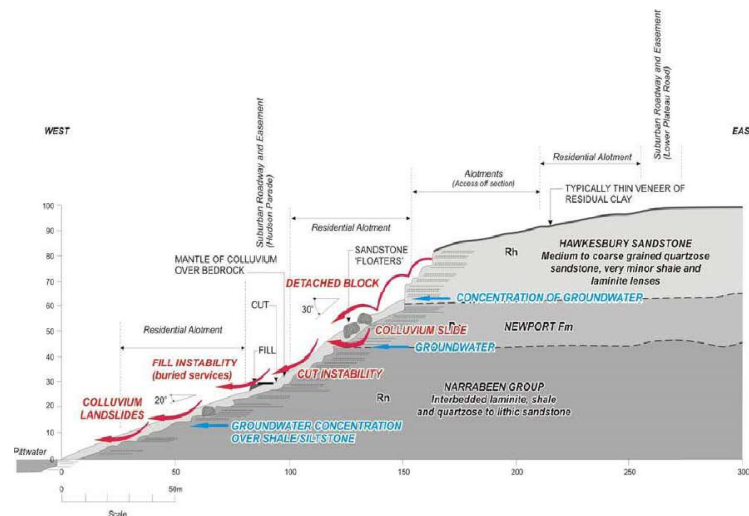 WEST
EAS
Suburban Roadway and Easement
(Hudson Parade)
Suburban Roadway and Easement
(Lower Plateau Road)
Residential Alotment
Alotments
(Access off section)
TYPICALLY THIN VENEER OF
RESIDUAL CLAY
Residential Alotment
MANTLE OF COLLUVIUM
OVER BEDROCK
SANDSTONE
'FLOATERS'
Rh
HAWKESBURY SANDSTONE
Medium to coarse grained quartzose
sandstone, very minor shale and
laminite lenses
DETACHED BLOCK
30°
CONCENTRATION OF GROUNDWATER
CUT
Residential Alotment
COLLUVIUM SLIDE
NEWPORT Fm
GROUNDWATER
FILL INSTABILITY
(buried services)
FILL
CUT INSTABILITY
NARRABEEN GROUP
Interbedded laminite, shale
and quartzose to lithic sandstone
Rn
COLLUVIUM
LANDSLIDES
20°
GROUNDWATER CONCENTRATION
OVER SHALE/SILTSTONE
Pittwater
100
90
80
70
60
50
40
30
20
10
0
0 50 100 150 200 250 300
0 50m
Scale